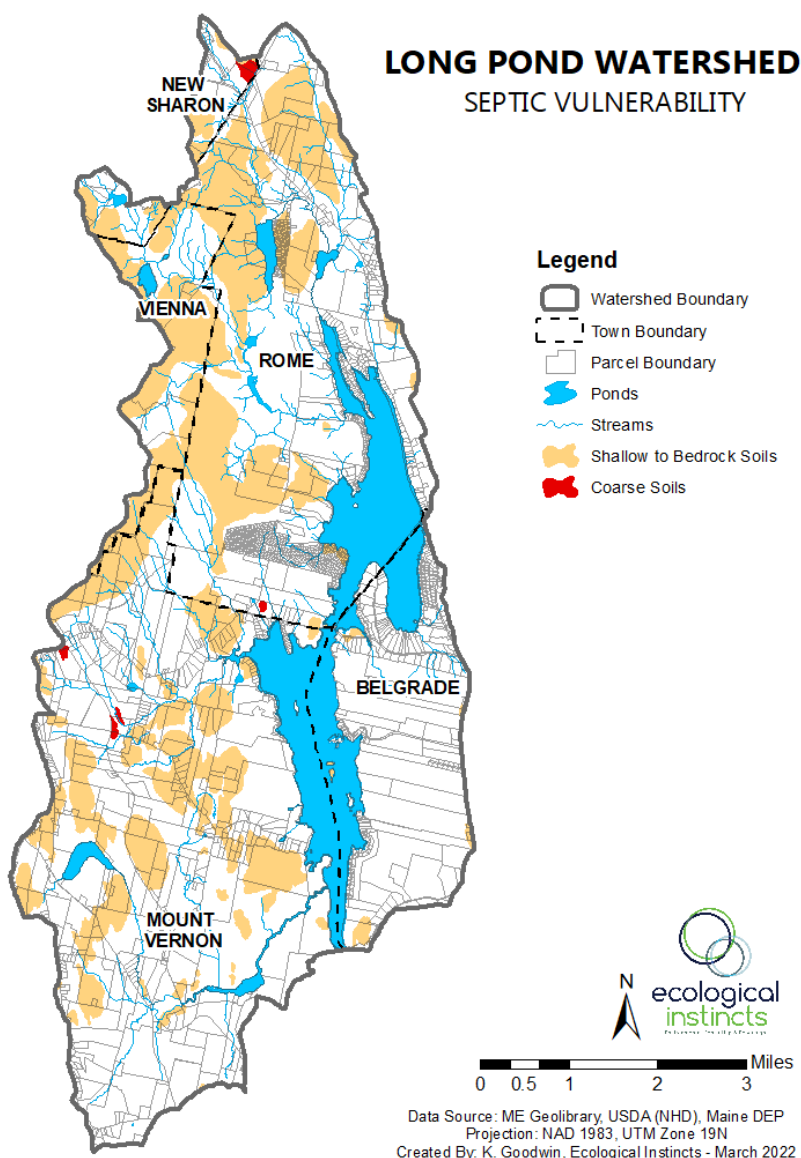 LONG POND WATERSHED
SEPTIC VULNERABILITY
NEW
SHARON
VIENNA
ROME
BELGRADE
MOUNT
VERNON
Legend
Watershed Boundary
Town Boundary
Parcel Boundary
Ponds
Streams
Shallow to Bedrock Soils
Coarse Soils
N
ecological
instincts
Miles
0 0.5 1 2 3
Data Source: ME Geolibrary, USDA (NHD), Maine DEP
Projection: NAD 1983, UTM Zone 19N
Created By: K. Goodwin, Ecological Instincts - March 2022